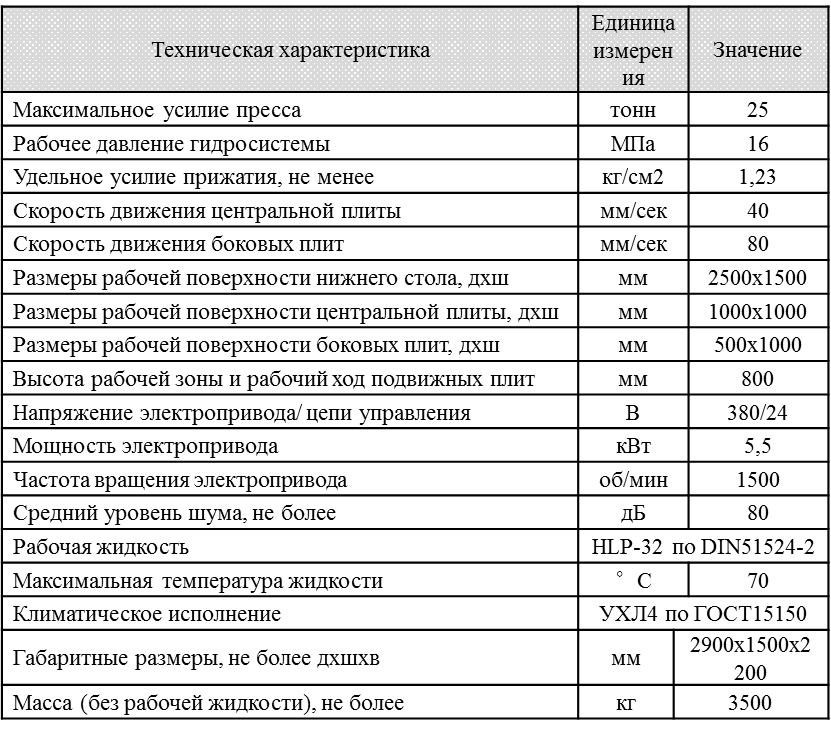 Техническая характеристика
Единица
измерен
ия
Значение
Максимальное усилие пресса тонн 25
Рабочее давление гидросистемы МПа 16
Удельное усилие прижатия, не менее кг/см2 1,23
Скорость движения центральной плиты мм/сек 40
Скорость движения боковых плит мм/сек 80
Размеры рабочей поверхности нижнего стола, дхш мм 2500х1500
Размеры рабочей поверхности центральной плиты, дхш мм 1000х1000
Размеры рабочей поверхности боковых плит, дхш мм 500х1000
Высота рабочей зоны и рабочий ход подвижных плит мм 800
Напряжение электропривода/ цепи управления В 380/24
Мощность электропривода кВт 5,5
Частота вращения электропривода об/мин 1500
Средний уровень шума, не более дБ 80
Рабочая жидкость HLP-32 по DIN51524-2
Максимальная температура жидкости ° С 70
Климатическое исполнение УХЛ4 по ГОСТ15150
Габаритные размеры, не более дхшхв мм 2900х1500х2
200
Масса (без рабочей жидкости), не более кг 3500